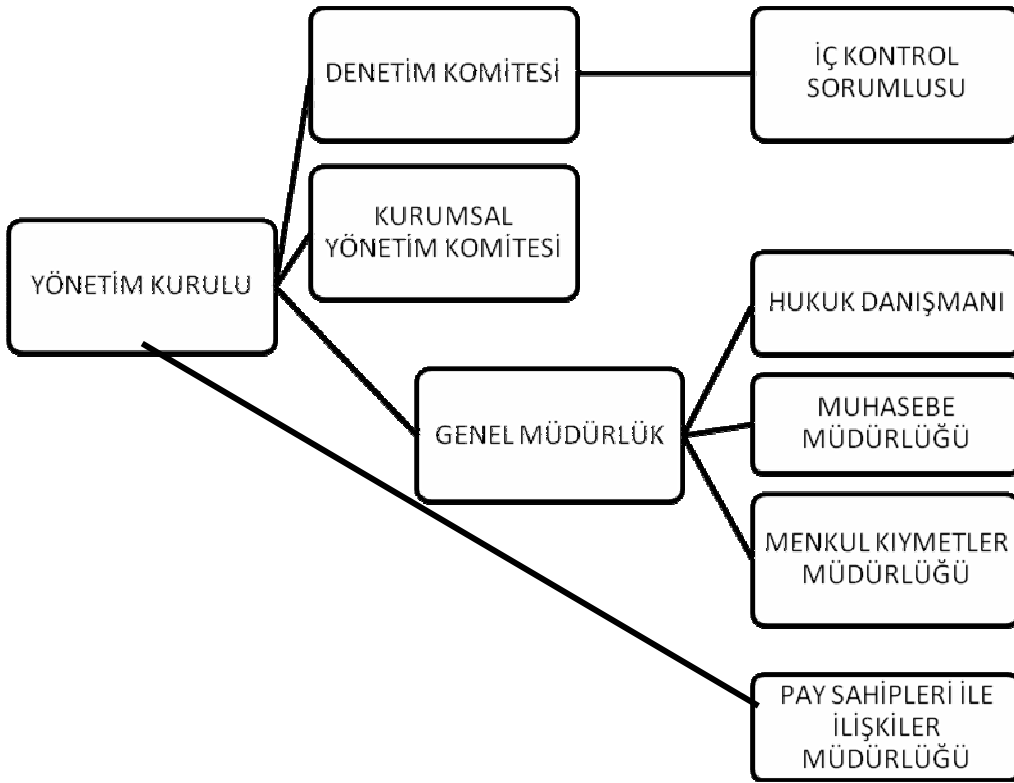 DENETİM KOMİTESİ
İÇ KONTROL
SORUMLUSU
KURUMSAL
YÖNETİM KOMİTESİ
YÖNETİM KURULU
HUKUK DANIŞMANI
GENEL MÜDÜRLÜK
MUHASEBE
MÜDÜRLÜĞÜ
MENKUL KIYMETLER
MÜDÜRLÜĞÜ
PAY SAHİPLERİ İLE
İLİŞKİLER
MÜDÜRLÜĞÜ